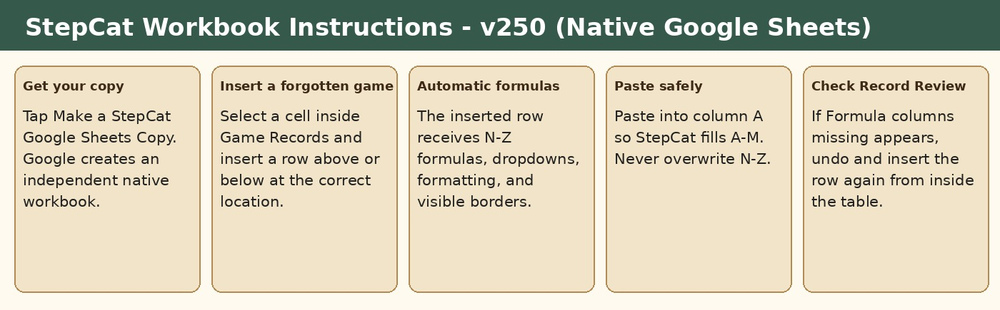 StepCat Workbook Instructions - v250 (Native Google Sheets)
Get your copy
Tap Make a StepCat
Google Sheets Copy.
Google creates an
independent native
workbook.
Insert a forgotten game
Select a cell inside
Game Records and
insert a row above or
below at the correct
location.
Automatic formulas
The inserted row
receives N-Z
formulas, dropdowns,
formatting, and
visible borders.
Paste safely
Paste into column A
so StepCat fills A-M.
Never overwrite N-Z.
Check Record Review
If Formula columns
missing appears,
undo and insert the
row again from inside
the table.